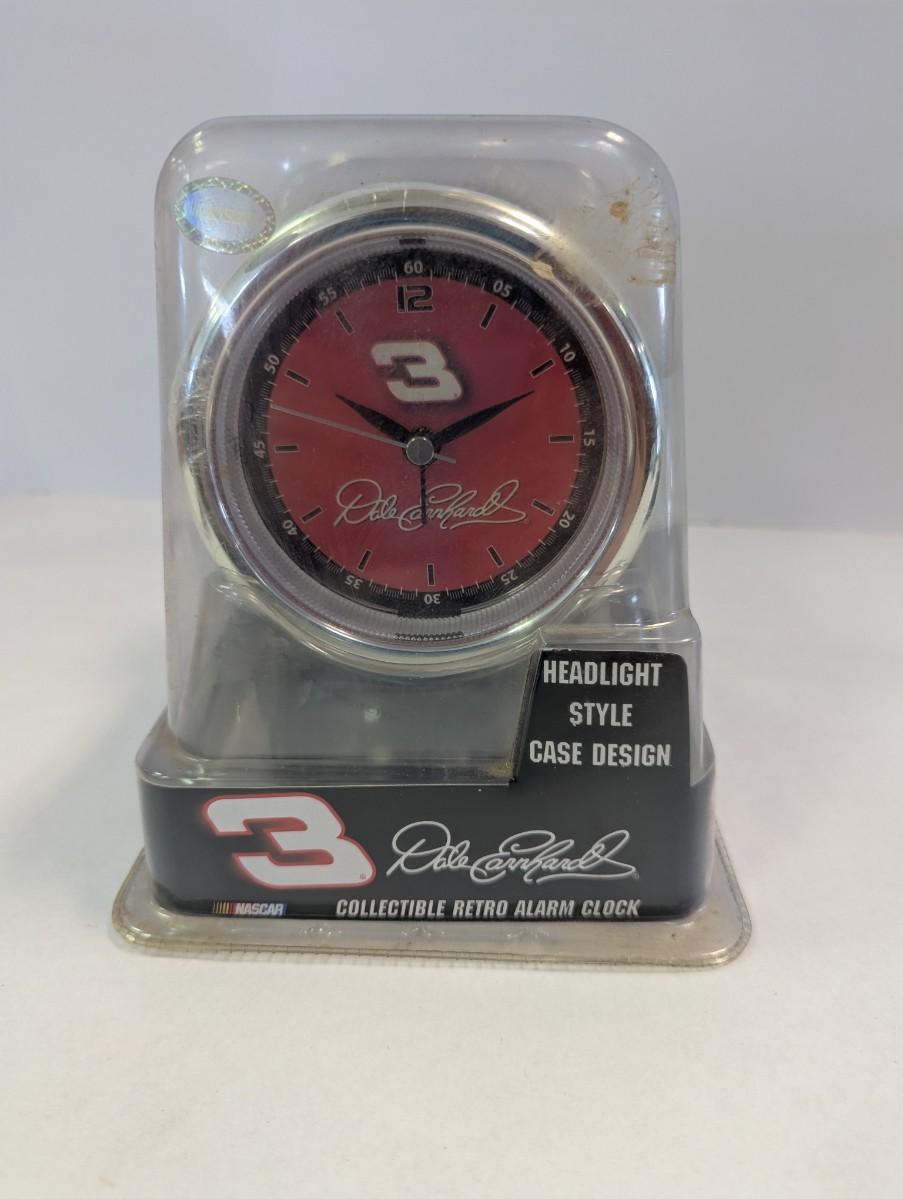 60
55
05
12
50
3
10
45
15
Dale Earnhardt
40
20
35
25
30
HEADLIGHT
STYLE
CASE DESIGN
3 Dale Earnhardt
NASCAR COLLECTIBLE RETRO ALARM CLOCK